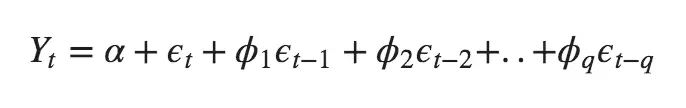 Y_t = α + ϵ_t + ϕ_1ϵ_{t−1} + ϕ_2ϵ_{t−2}+. . +ϕ_qϵ_{t−q}